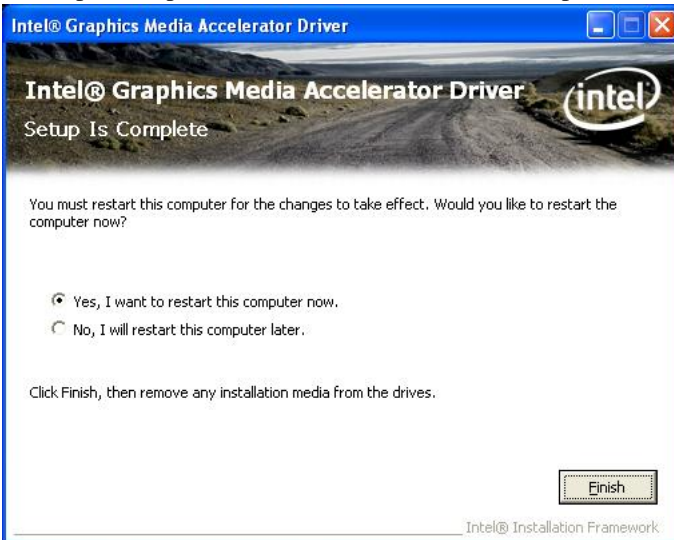 Intel® Graphics Media Accelerator Driver
Intel® Graphics Media Accelerator Driver
intel
Setup Is Complete
You must restart this computer for the changes to take effect. Would you like to restart the
computer now?
Yes, I want to restart this computer now.
No, I will restart this computer later.
Click Finish, then remove any installation media from the drives.
Finish
Intel® Installation Framework